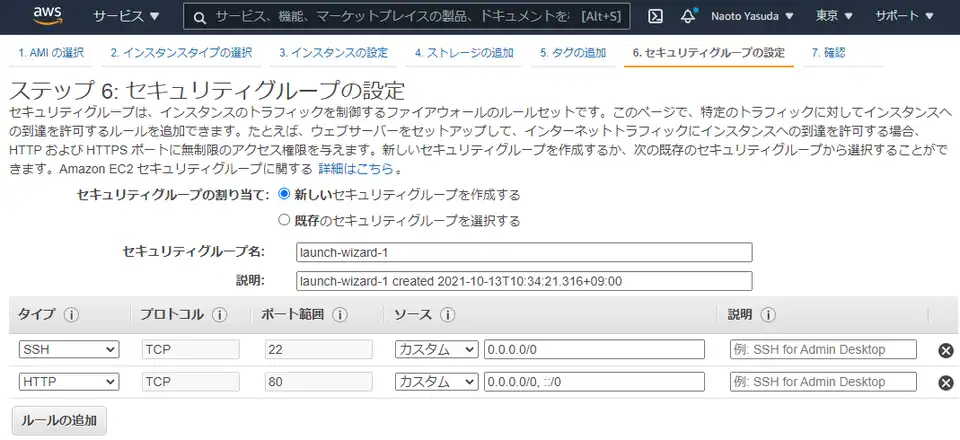 aws
サービス ▼
サービス、機能、マーケットプレイスの製品、ドキュメントを [Alt+S]
Naoto Yasuda ▼
東京 ▼
サポート ▼
1. AMI の選択
2. インスタンスタイプの選択
3. インスタンスの設定
4. ストレージの追加
5. タグの追加
6. セキュリティグループの設定
7. 確認
ステップ 6: セキュリティグループの設定
セキュリティグループは、インスタンスのトラフィックを制御するファイアウォールのルールセットです。このページで、特定のトラフィックに対してインスタンスへ
の到達を許可するルールを追加できます。たとえば、ウェブサーバーをセットアップして、インターネットトラフィックにインスタンスへの到達を許可する場合、
HTTP および HTTPS ポートに無制限のアクセス権限を与えます。新しいセキュリティグループを作成するか、次の既存のセキュリティグループから選択することがで
きます。Amazon EC2 セキュリティグループに関する 詳細はこちら 。
セキュリティグループの割り当て: 新しいセキュリティグループを作成する
既存のセキュリティグループを選択する
セキュリティグループ名: launch-wizard-1
説明: launch-wizard-1 created 2021-10-13T10:34:21.316+09:00
タイプ i プロトコル i ポート範囲 i ソース i 説明 i
SSH TCP 22 カスタム 0.0.0.0/0 例: SSH for Admin Desktop
HTTP TCP 80 カスタム 0.0.0.0/0, ::/0 例: SSH for Admin Desktop
ルールの追加